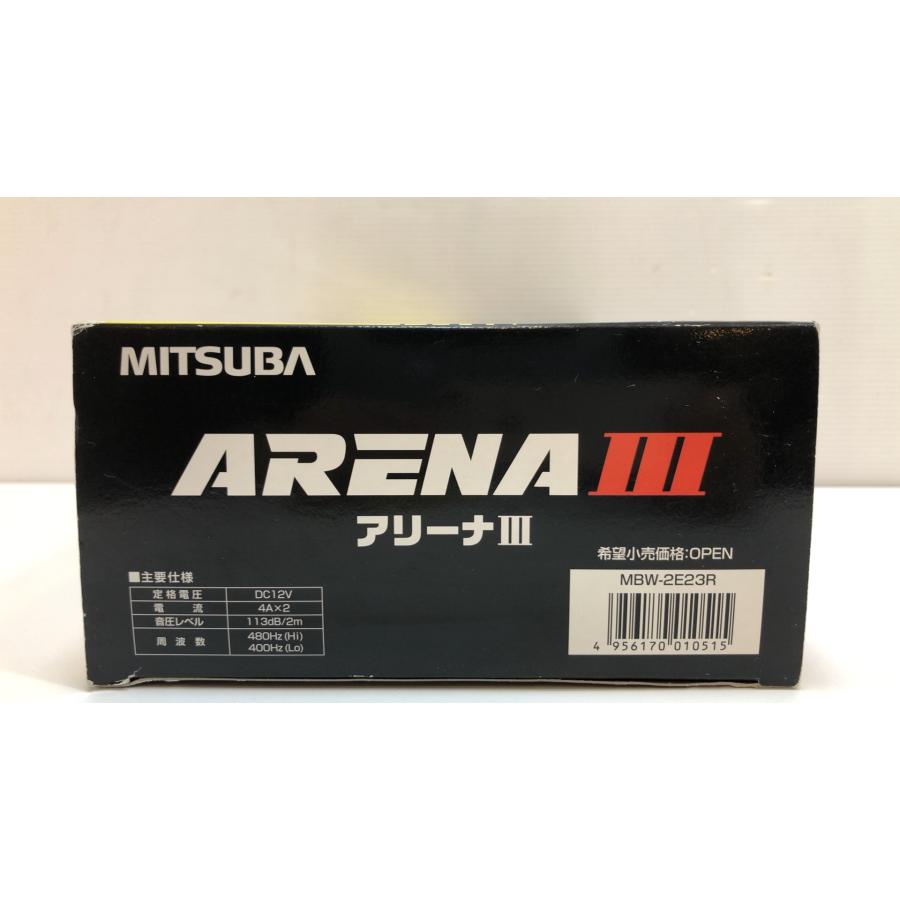 MITSUBA
ARENA III
アリーナIII
希望小売価格:OPEN
■主要仕様
定格電圧 DC12V
電流 4A×2
音圧レベル 113dB/2m
周波数 480Hz(Hi)
400Hz(Lo)
MBW-2E23R
4 956170 010515